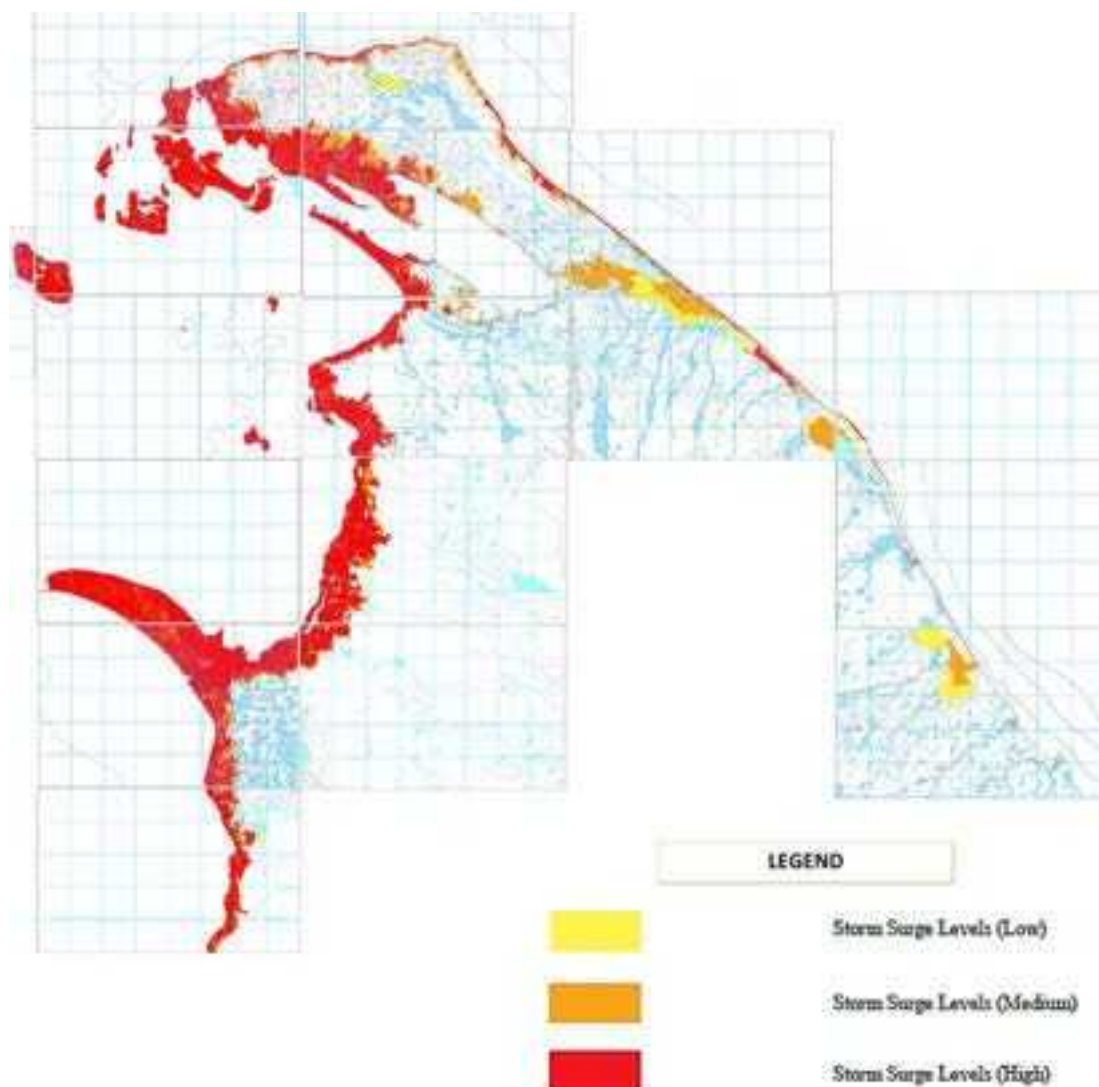 LEGEND
Storm Surge Levels (Low)
Storm Surge Levels (Medium)
Storm Surge Levels (High)